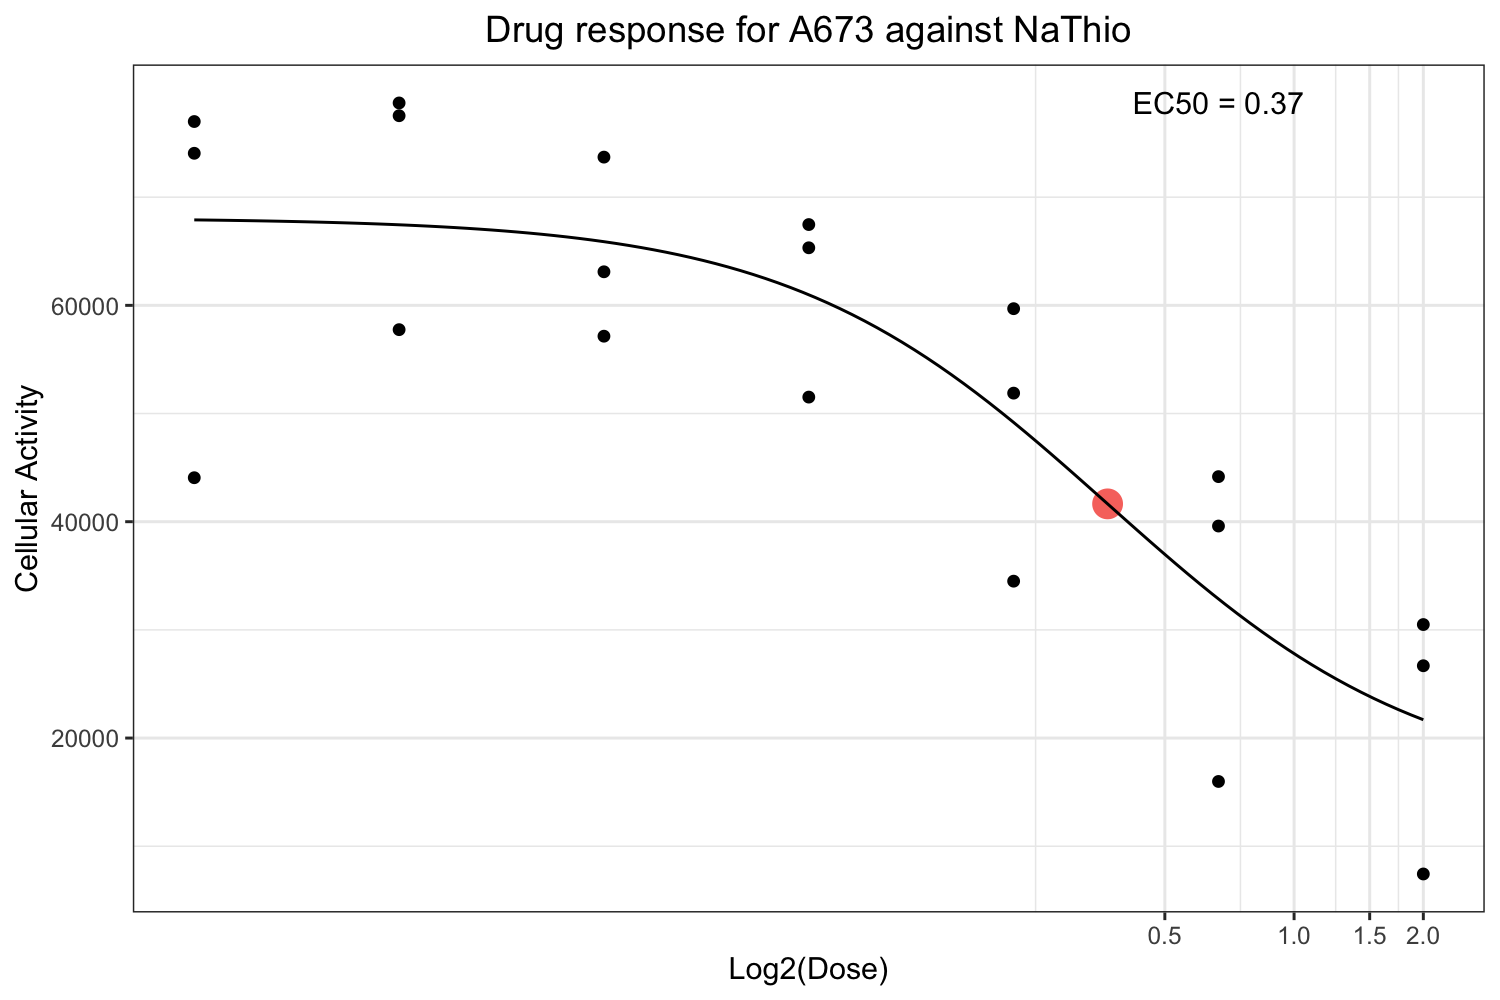 Drug response for A673 against NaThio
EC50 = 0.37
60000
40000
20000
Cellular Activity
0.5 1.0 1.5 2.0
Log2(Dose)